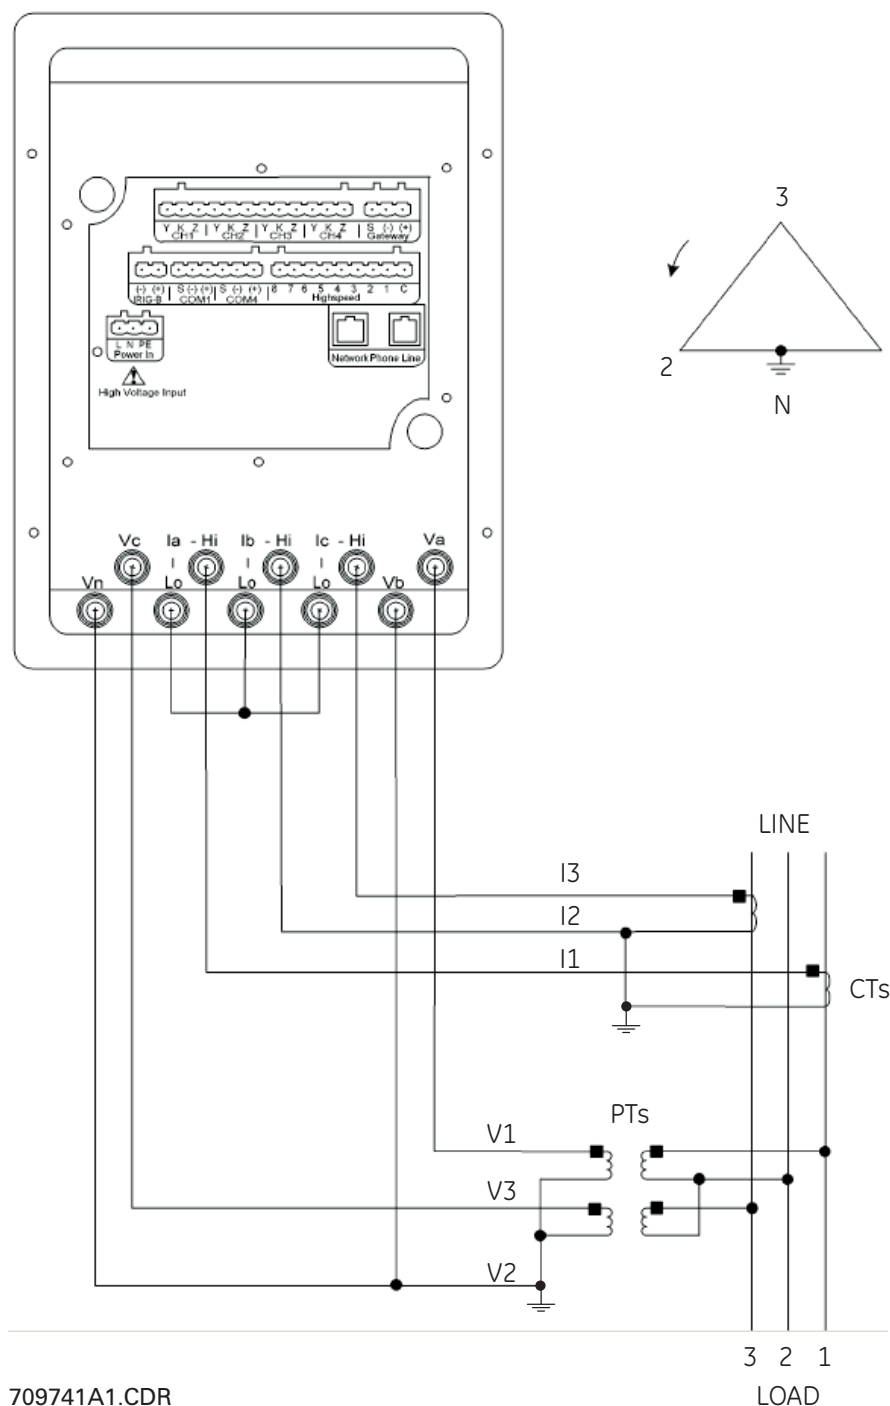 3
2
N
Y K Z Y K Z Y K Z Y K Z S (-) (+)
CH1 CH2 CH3 CH4 Gateway
(-) (+) S (-) (+) S (-) (+) 8 7 6 5 4 3 2 1 C
IRIG-B COM1 COM4 Highspeed
L N PE
Power In
Network Phone Line
High Voltage Input
Vc Ia - Hi Ib - Hi Ic - Hi Va
Vn Lo Lo Lo Vb
LINE
I3
I2
I1
CTs
PTs
V1
V3
V2
3 2 1
LOAD
709741A1.CDR